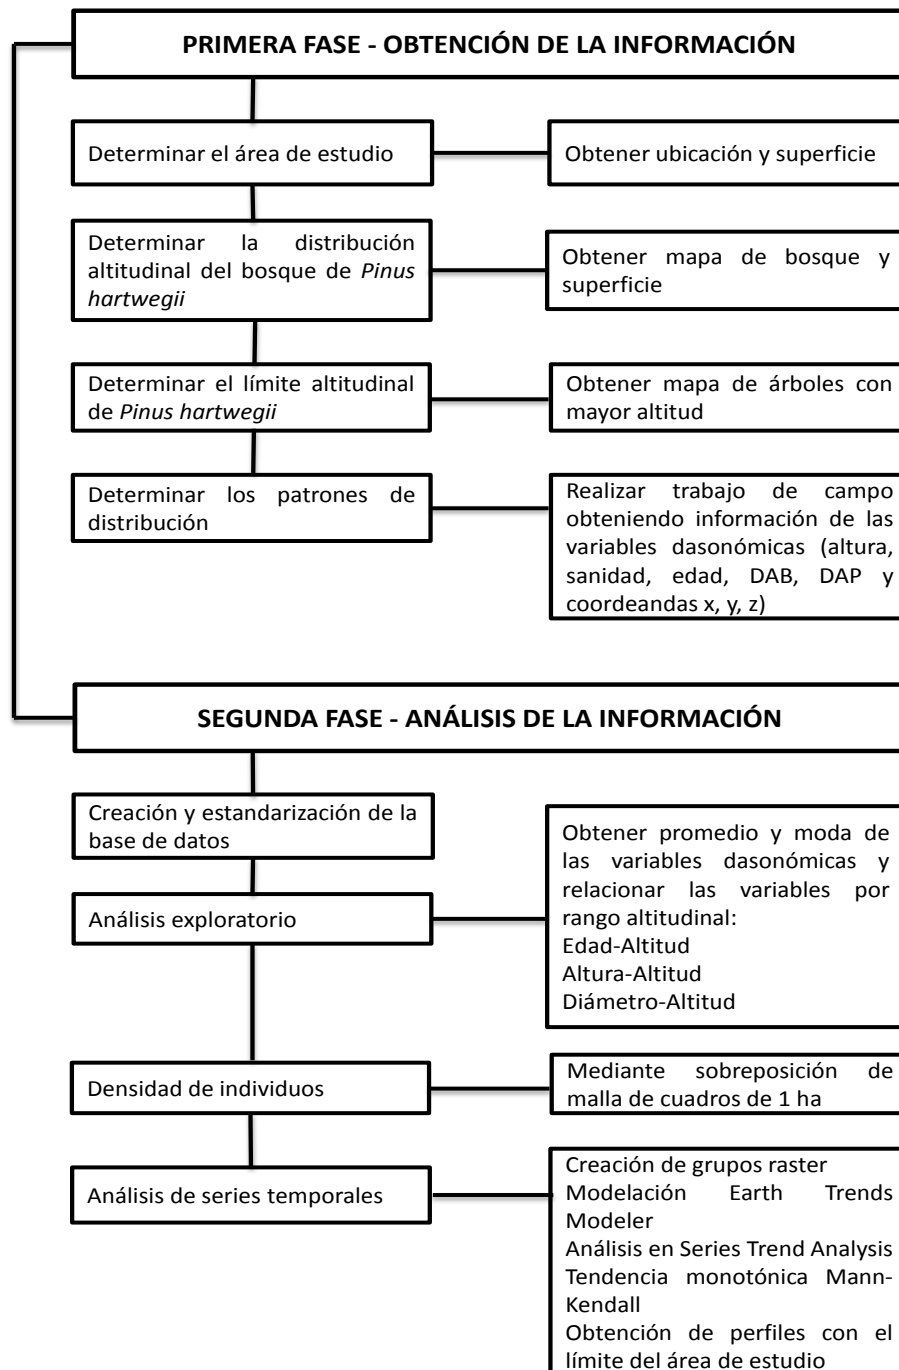 PRIMERA FASE - OBTENCIÓN DE LA INFORMACIÓN
Determinar el área de estudio
Obtener ubicación y superficie
Determinar la distribución
altitudinal del bosque de Pinus
hartwegii
Obtener mapa de bosque y
superficie
Determinar el límite altitudinal
de Pinus hartwegii
Obtener mapa de árboles con
mayor altitud
Determinar los patrones de
distribución
Realizar trabajo de campo
obteniendo información de las
variables dasonómicas (altura,
sanidad, edad, DAB, DAP y
coordeandas x, y, z)
SEGUNDA FASE - ANÁLISIS DE LA INFORMACIÓN
Creación y estandarización de la
base de datos
Análisis exploratorio
Obtener promedio y moda de
las variables dasonómicas y
relacionar las variables por
rango altitudinal:
Edad-Altitud
Altura-Altitud
Diámetro-Altitud
Densidad de individuos
Mediante sobreposición de
malla de cuadros de 1 ha
Análisis de series temporales
Creación de grupos raster
Modelación Earth Trends
Modeler
Análisis en Series Trend Analysis
Tendencia monotónica Mann-
Kendall
Obtención de perfiles con el
límite del área de estudio